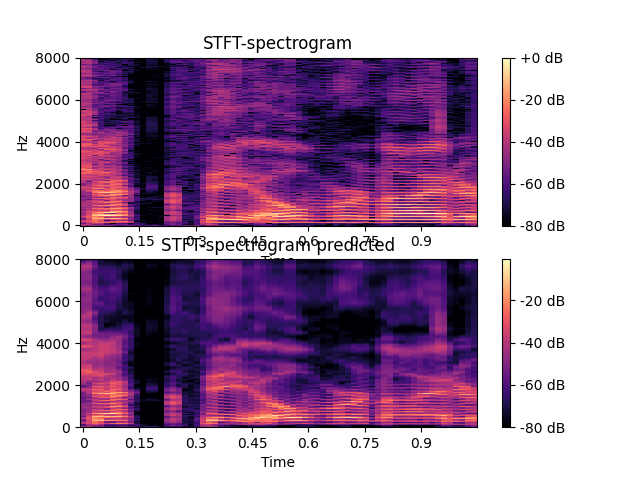 STFT-spectrogram
8000
6000
4000
2000
0
Hz
0 0.15 0.3 0.45 0.6 0.75 0.9
Time
+0 dB
-20 dB
-40 dB
-60 dB
-80 dB
STFT-spectrogram predicted
8000
6000
4000
2000
0
Hz
0 0.15 0.3 0.45 0.6 0.75 0.9
Time
-20 dB
-40 dB
-60 dB
-80 dB